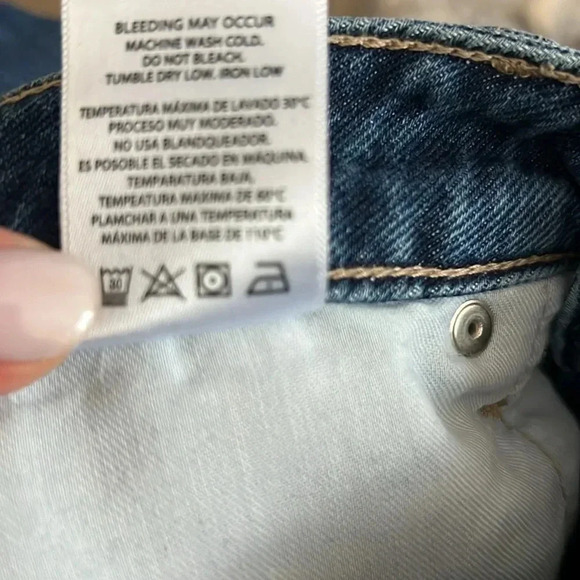 BLEEDING MAY OCCUR
MACHINE WASH COLD.
DO NOT BLEACH.
TUMBLE DRY LOW. IRON LOW
TEMPERATURA MÁXIMA DE LAVADO 30°C
PROCESO MUY MODERADO.
NO USA BLANQUEADOR.
ES POSOBLE EL SECADO EN MÁQUINA.
TEMPARATURA BAJA.
TEMPEATURA MAXIMA DE 60°C
PLANCHAR A UNA TEMPERATURA
MÁXIMA DE LA BASE DE 110°C
30